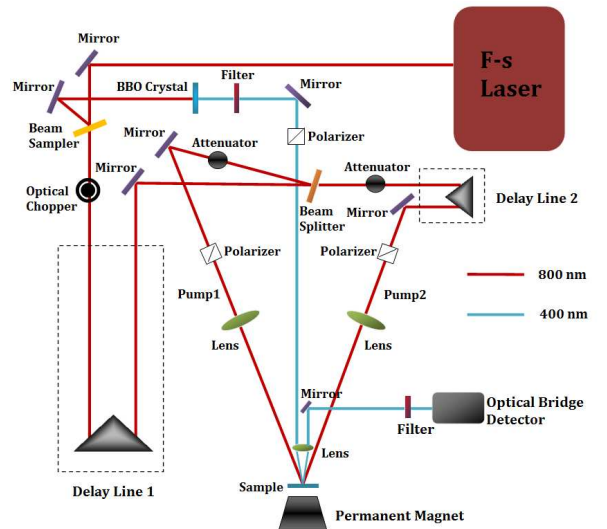 Mirror
F-s
Laser
Mirror
BBO Crystal
Filter
Mirror
Beam
Sampler
Mirror
Attenuator
Polarizer
Mirror
Attenuator
Optical
Chopper
Beam
Splitter
Mirror
Delay Line 2
Polarizer
Polarizer
800 nm
Pump1
Pump2
400 nm
Lens
Lens
Mirror
Optical Bridge
Detector
Filter
Lens
Sample
Delay Line 1
Permanent Magnet